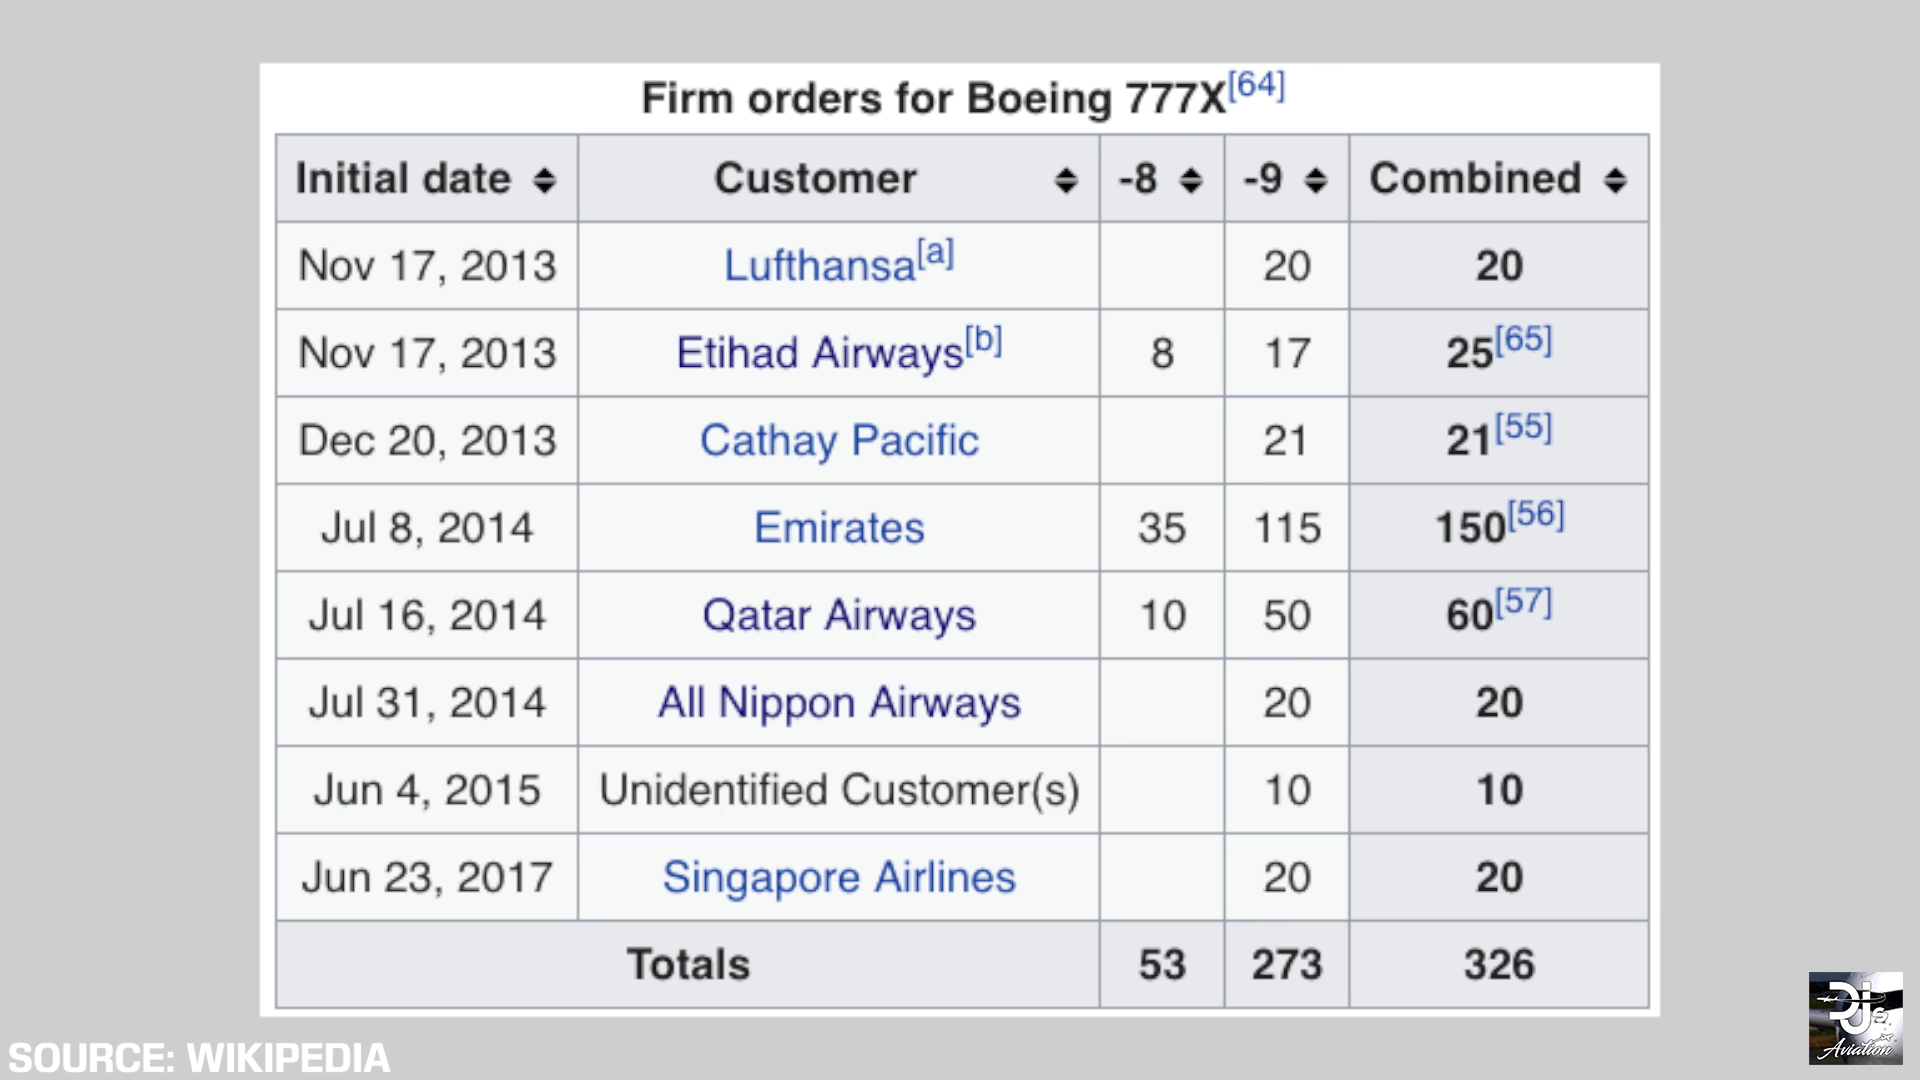 Firm orders for Boeing 777X[64]
Initial date Customer -8 -9 Combined
Nov 17, 2013 Lufthansa[a] 20 20
Nov 17, 2013 Etihad Airways[b] 8 17 25[65]
Dec 20, 2013 Cathay Pacific 21 21[55]
Jul 8, 2014 Emirates 35 115 150[56]
Jul 16, 2014 Qatar Airways 10 50 60[57]
Jul 31, 2014 All Nippon Airways 20 20
Jun 4, 2015 Unidentified Customer(s) 10 10
Jun 23, 2017 Singapore Airlines 20 20
Totals 53 273 326
SOURCE: WIKIPEDIA
DJs
Aviation